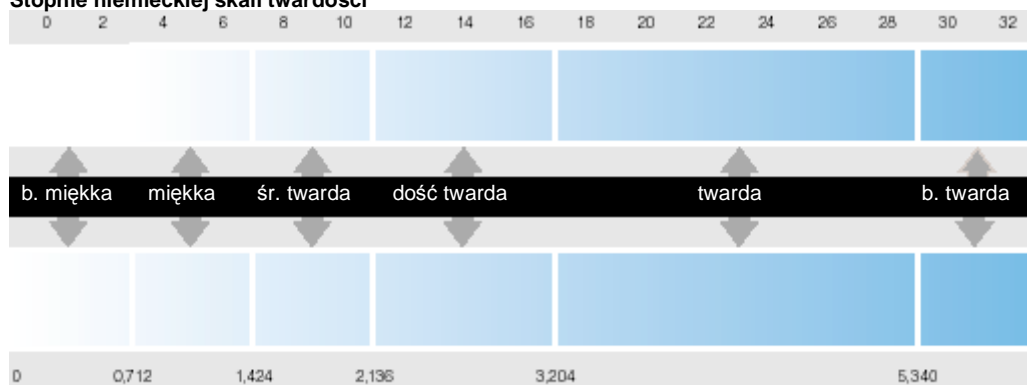 Stopnie niemieckiej skali twardości
0 2 4 6 8 10 12 14 16 18 20 22 24 26 28 30 32
b. miękka miękka śr. twarda dość twarda twarda b. twarda
0 0,712 1,424 2,136 3,204 5,340